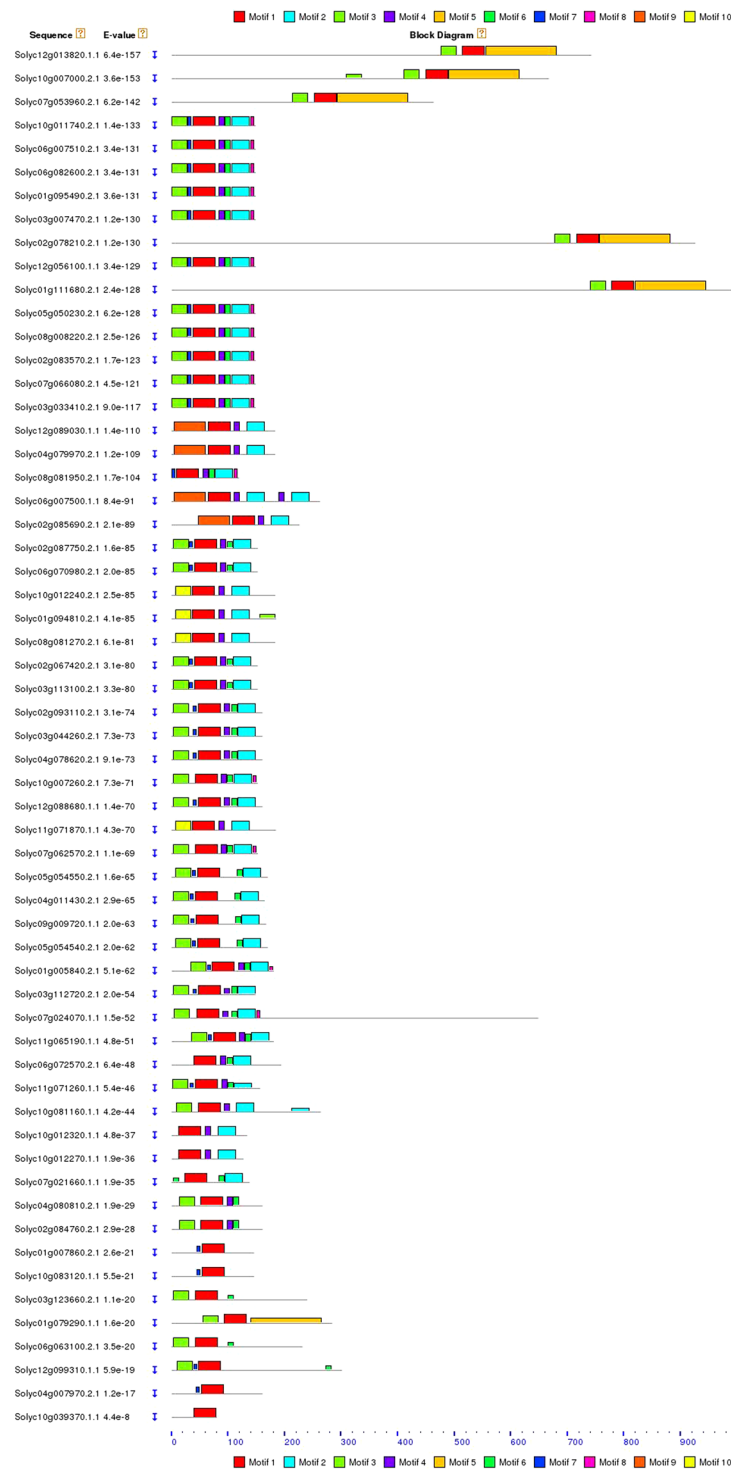 Motif 1 Motif 2 Motif 3 Motif 4 Motif 5 Motif 6 Motif 7 Motif 8 Motif 9 Motif 10
Sequence ? E-value ? Block Diagram ?
Solyc12g013820.1.1 6.4e-157
Solyc10g007000.2.1 3.6e-153
Solyc07g053960.2.1 6.2e-142
Solyc10g011740.2.1 1.4e-133
Solyc06g007510.2.1 3.4e-131
Solyc06g082600.2.1 3.4e-131
Solyc01g095490.2.1 3.6e-131
Solyc03g007470.2.1 1.2e-130
Solyc02g078210.2.1 1.2e-130
Solyc12g056100.1.1 3.4e-129
Solyc01g111680.2.1 2.4e-128
Solyc05g050230.2.1 6.2e-128
Solyc08g008220.2.1 2.5e-126
Solyc02g083570.2.1 1.7e-123
Solyc07g066080.2.1 4.5e-121
Solyc03g033410.2.1 9.0e-117
Solyc12g089030.1.1 1.4e-110
Solyc04g079970.2.1 1.2e-109
Solyc08g081950.2.1 1.7e-104
Solyc06g007500.1.1 8.4e-91
Solyc02g085690.2.1 2.1e-89
Solyc02g087750.2.1 1.6e-85
Solyc06g070980.2.1 2.0e-85
Solyc10g012240.2.1 2.5e-85
Solyc01g094810.2.1 4.1e-85
Solyc08g081270.2.1 6.1e-81
Solyc02g067420.2.1 3.1e-80
Solyc03g113100.2.1 3.3e-80
Solyc02g093110.2.1 3.1e-74
Solyc03g044260.2.1 7.3e-73
Solyc04g078620.2.1 9.1e-73
Solyc10g007260.2.1 7.3e-71
Solyc12g088680.1.1 1.4e-70
Solyc11g071870.1.1 4.3e-70
Solyc07g062570.2.1 1.1e-69
Solyc05g054550.2.1 1.6e-65
Solyc04g011430.2.1 2.9e-65
Solyc09g009720.1.1 2.0e-63
Solyc05g054540.2.1 2.0e-62
Solyc01g005840.2.1 5.1e-62
Solyc03g112720.2.1 2.0e-54
Solyc07g024070.1.1 1.5e-52
Solyc11g065190.1.1 4.8e-51
Solyc06g072570.2.1 6.4e-48
Solyc11g071260.1.1 5.4e-46
Solyc10g081160.1.1 4.2e-44
Solyc10g012320.1.1 4.8e-37
Solyc10g012270.1.1 1.9e-36
Solyc07g021660.1.1 1.9e-35
Solyc04g080810.2.1 1.9e-29
Solyc02g084760.2.1 2.9e-28
Solyc01g007860.2.1 2.6e-21
Solyc10g083120.1.1 5.5e-21
Solyc03g123660.2.1 1.1e-20
Solyc01g079290.1.1 1.6e-20
Solyc06g063100.2.1 3.5e-20
Solyc12g099310.1.1 5.9e-19
Solyc04g007970.2.1 1.2e-17
Solyc10g039370.1.1 4.4e-8
0 100 200 300 400 500 600 700 800 900
Motif 1 Motif 2 Motif 3 Motif 4 Motif 5 Motif 6 Motif 7 Motif 8 Motif 9 Motif 10